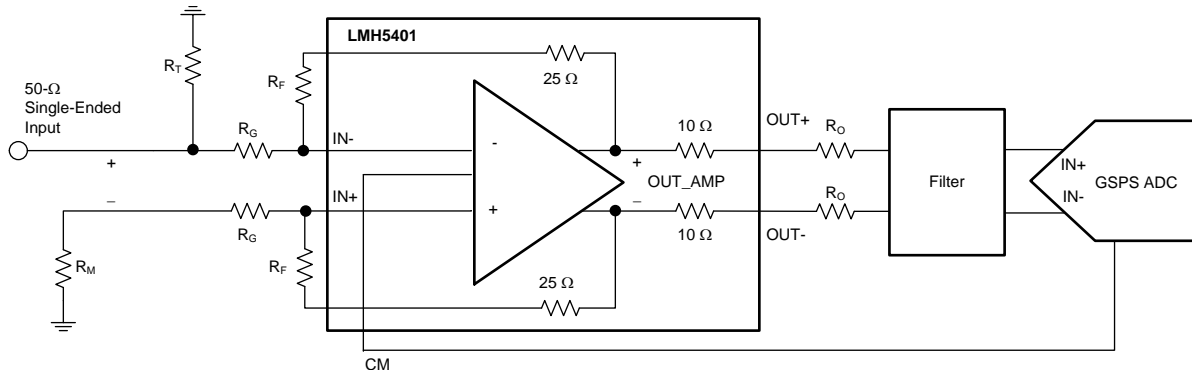 LMH5401
R_T
50-Ω
Single-Ended
Input
R_F
25 Ω
R_G
IN-
10 Ω
OUT+
R_O
+
-
+
OUT_AMP
Filter
IN+
IN-
GSPS ADC
–
IN+
+
–
R_G
10 Ω
OUT-
R_O
R_M
R_F
25 Ω
CM